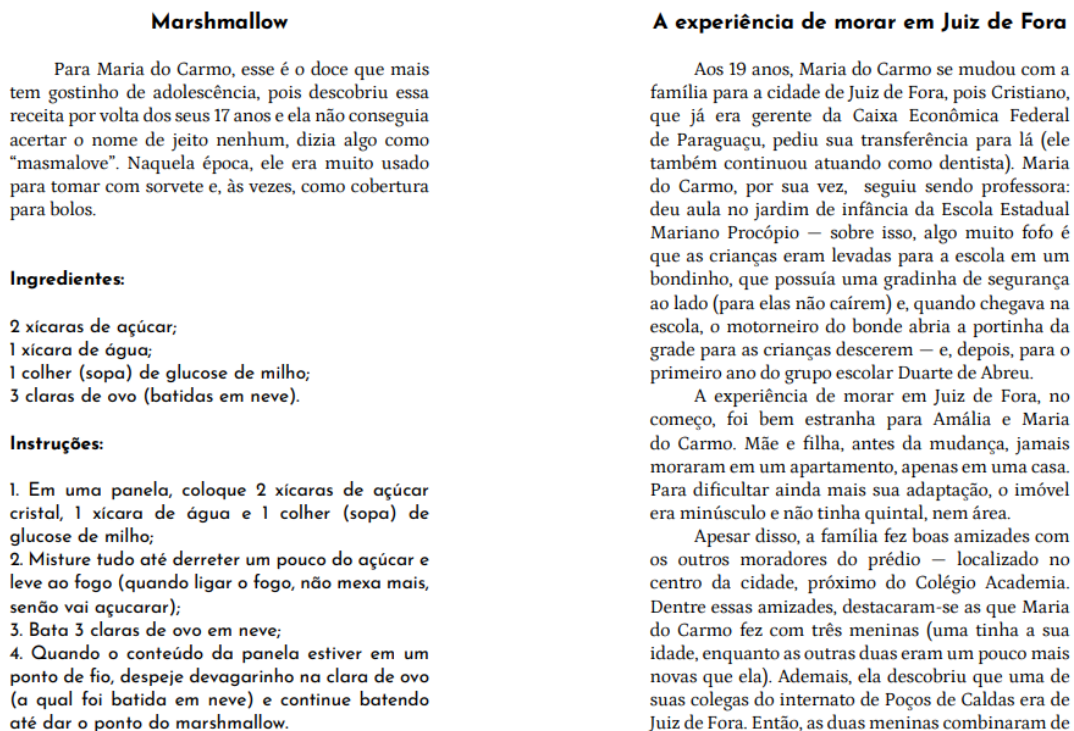 Marshmallow
Para Maria do Carmo, esse é o doce que mais
tem gostinho de adolescência, pois descobriu essa
receita por volta dos seus 17 anos e ela não conseguia
acertar o nome de jeito nenhum, dizia algo como
“masmalove”. Naquela época, ele era muito usado
para tomar com sorvete e, às vezes, como cobertura
para bolos.
Ingredientes:
2 xícaras de açúcar;
1 xícara de água;
1 colher (sopa) de glucose de milho;
3 claras de ovo (batidas em neve).
Instruções:
1. Em uma panela, coloque 2 xícaras de açúcar
cristal, 1 xícara de água e 1 colher (sopa) de
glucose de milho;
2. Misture tudo até derreter um pouco do açúcar e
leve ao fogo (quando ligar o fogo, não mexa mais,
senão vai açucarar);
3. Bata 3 claras de ovo em neve;
4. Quando o conteúdo da panela estiver em um
ponto de fio, despeje devagarinho na clara de ovo
(a qual foi batida em neve) e continue batendo
até dar o ponto do marshmallow.
A experiência de morar em Juiz de Fora
Aos 19 anos, Maria do Carmo se mudou com a
família para a cidade de Juiz de Fora, pois Cristiano,
que já era gerente da Caixa Econômica Federal
de Paraguaçu, pediu sua transferência para lá (ele
também continuou atuando como dentista). Maria
do Carmo, por sua vez, seguiu sendo professora:
deu aula no jardim de infância da Escola Estadual
Mariano Procópio — sobre isso, algo muito fofo é
que as crianças eram levadas para a escola em um
bondinho, que possuía uma gradinha de segurança
ao lado (para elas não caírem) e, quando chegava na
escola, o motorneiro do bonde abria a portinha da
grade para as crianças descerem — e, depois, para o
primeiro ano do grupo escolar Duarte de Abreu.
A experiência de morar em Juiz de Fora, no
começo, foi bem estranha para Amália e Maria
do Carmo. Mãe e filha, antes da mudança, jamais
moraram em um apartamento, apenas em uma casa.
Para dificultar ainda mais sua adaptação, o imóvel
era minúsculo e não tinha quintal, nem área.
Apesar disso, a família fez boas amizades com
os outros moradores do prédio — localizado no
centro da cidade, próximo do Colégio Academia.
Dentre essas amizades, destacaram-se as que Maria
do Carmo fez com três meninas (uma tinha a sua
idade, enquanto as outras duas eram um pouco mais
novas que ela). Ademais, ela descobriu que uma de
suas colegas do internato de Poços de Caldas era de
Juiz de Fora. Então, as duas meninas combinaram de